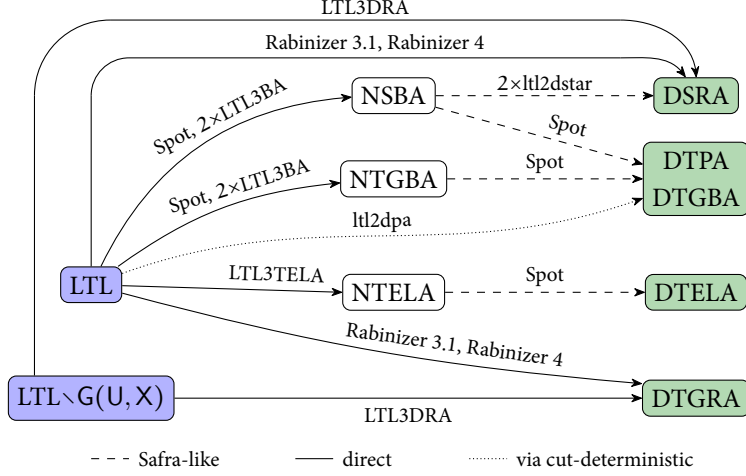 LTL3DRA
Rabinizer 3.1, Rabinizer 4
Spot, 2×LTL3BA
NSBA
2×ltl2dstar
DSRA
Spot
Spot, 2×LTL3BA
NTGBA
Spot
DTPA
DTGBA
ltl2dpa
LTL
LTL3TELA
NTELA
Spot
DTELA
Rabinizer 3.1, Rabinizer 4
LTL∖G(U, X)
LTL3DRA
DTGRA
Safra-like
direct
via cut-deterministic